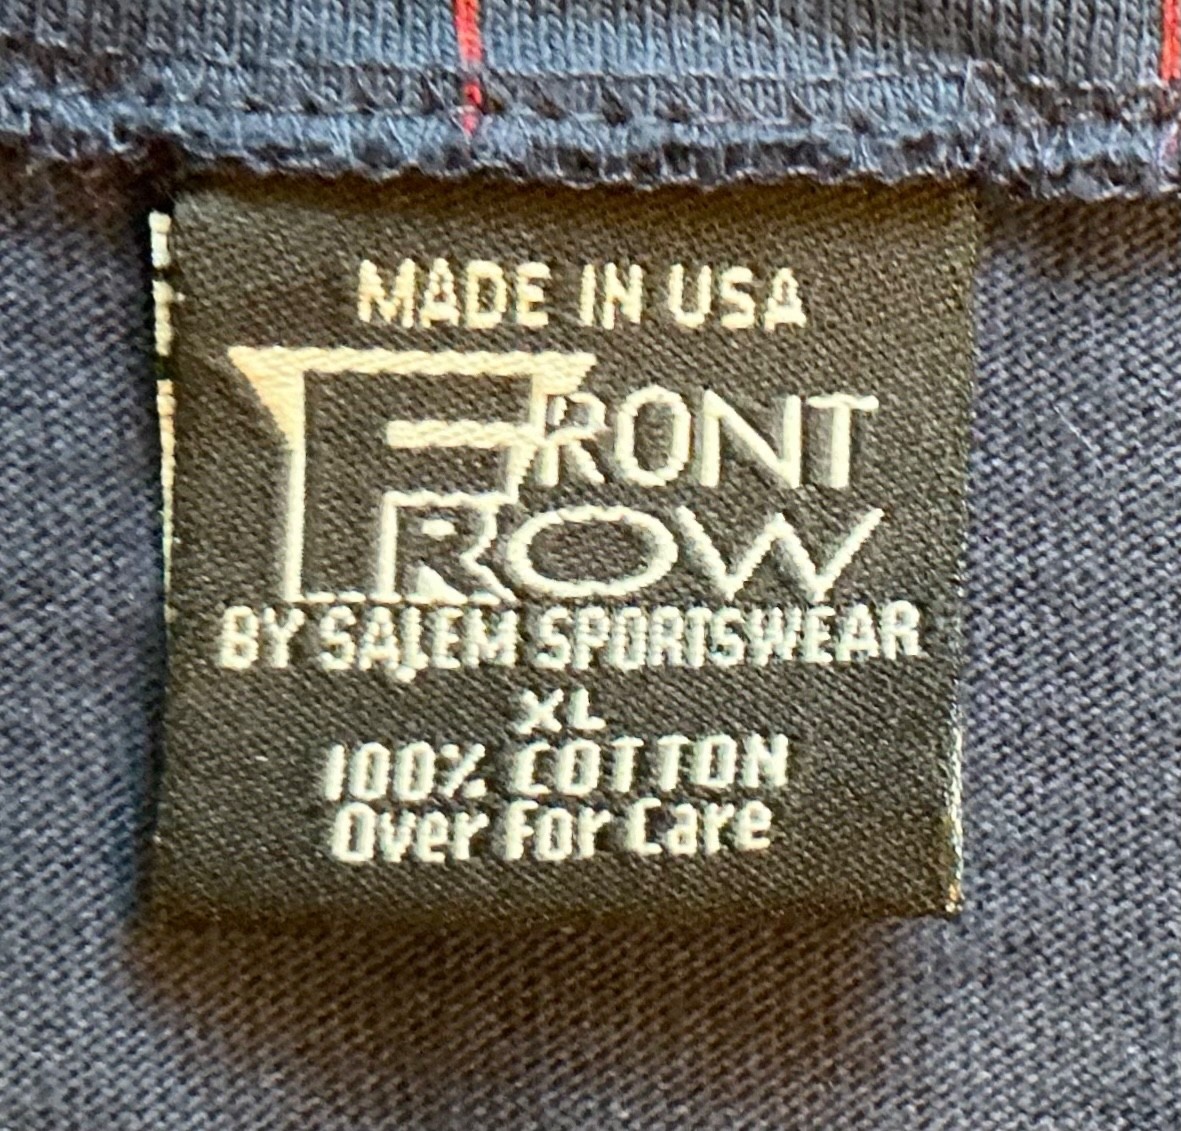 MADE IN USA
FRONT
ROW
BY SALEM SPORTSWEAR
XL
100% COTTON
Over For Care